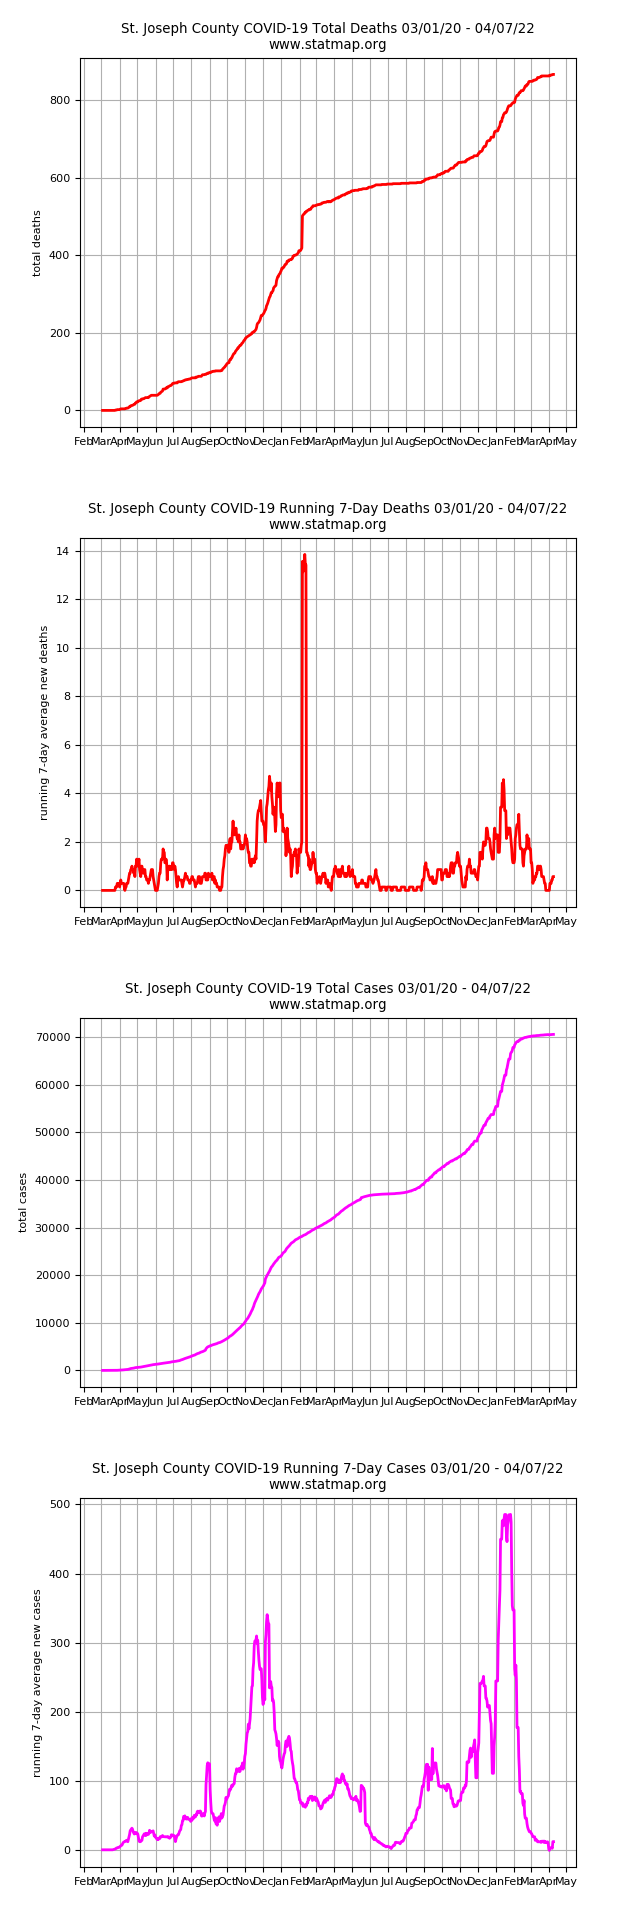 St. Joseph County COVID-19 Total Deaths 03/01/20 - 04/07/22
www.statmap.org
800
600
400
200
0
total deaths
Feb Mar Apr May Jun Jul Aug Sep Oct Nov Dec Jan Feb Mar Apr May Jun Jul Aug Sep Oct Nov Dec Jan Feb Mar Apr May
St. Joseph County COVID-19 Running 7-Day Deaths 03/01/20 - 04/07/22
www.statmap.org
14
12
10
8
6
4
2
0
running 7-day average new deaths
Feb Mar Apr May Jun Jul Aug Sep Oct Nov Dec Jan Feb Mar Apr May Jun Jul Aug Sep Oct Nov Dec Jan Feb Mar Apr May
St. Joseph County COVID-19 Total Cases 03/01/20 - 04/07/22
www.statmap.org
70000
60000
50000
40000
30000
20000
10000
0
total cases
Feb Mar Apr May Jun Jul Aug Sep Oct Nov Dec Jan Feb Mar Apr May Jun Jul Aug Sep Oct Nov Dec Jan Feb Mar Apr May
St. Joseph County COVID-19 Running 7-Day Cases 03/01/20 - 04/07/22
www.statmap.org
500
400
300
200
100
0
running 7-day average new cases
Feb Mar Apr May Jun Jul Aug Sep Oct Nov Dec Jan Feb Mar Apr May Jun Jul Aug Sep Oct Nov Dec Jan Feb Mar Apr May